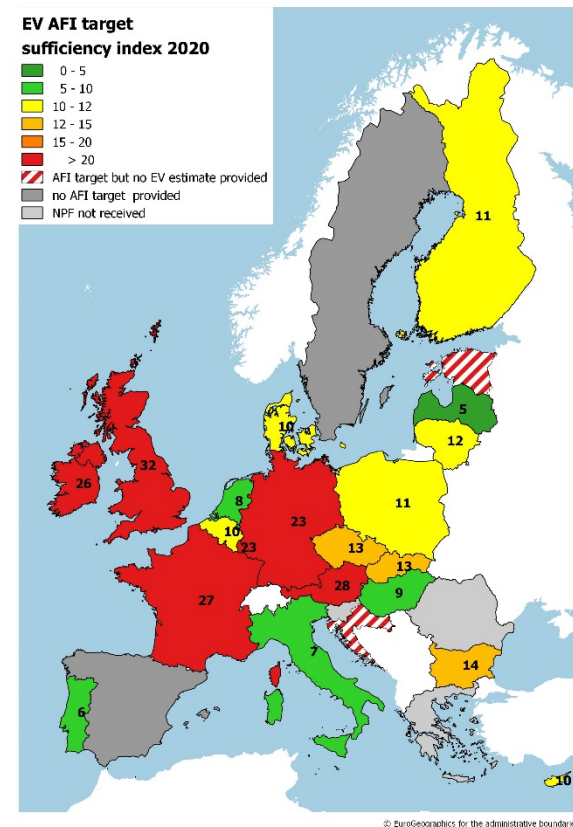 EV AFI target
sufficiency index 2020
0 - 5
5 - 10
10 - 12
12 - 15
15 - 20
> 20
AFI target but no EV estimate provided
no AFI target provided
NPF not received
11
5
12
10
32
26
8
23
11
10
23
13
13
28
9
27
7
14
6
10
© EuroGeographics for the administrative boundarie